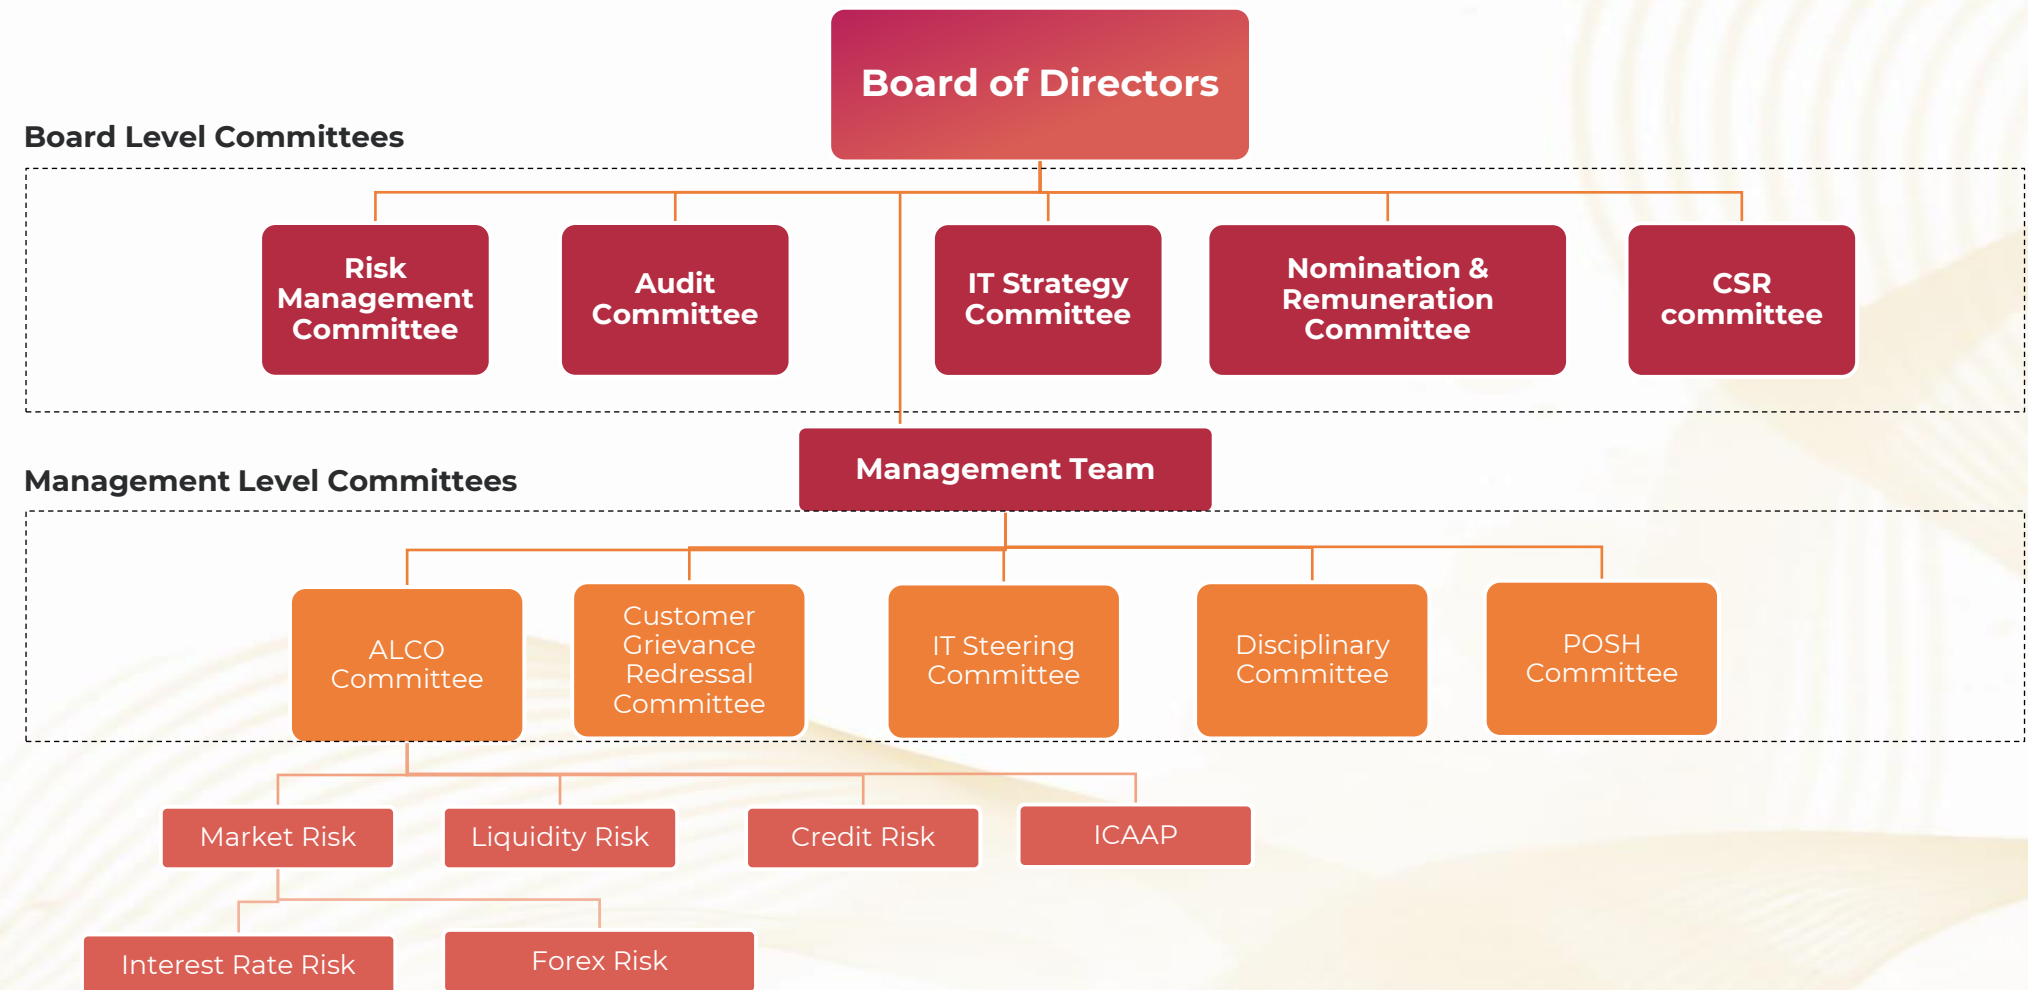 Board of Directors
Board Level Committees
Risk
Management
Committee
Audit
Committee
IT Strategy
Committee
Nomination &
Remuneration
Committee
CSR
committee
Management Team
Management Level Committees
ALCO
Committee
Customer
Grievance
Redressal
Committee
IT Steering
Committee
Disciplinary
Committee
POSH
Committee
Market Risk
Liquidity Risk
Credit Risk
ICAAP
Interest Rate Risk
Forex Risk